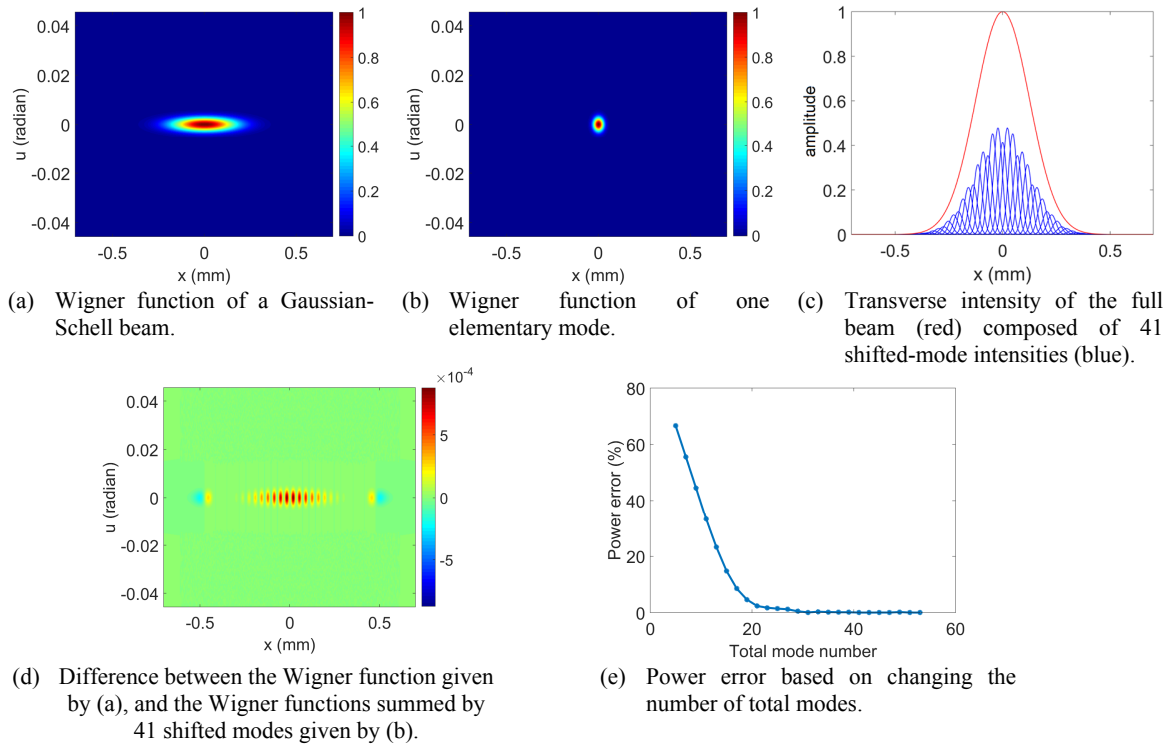 0.04
0.02
0
-0.02
-0.04
u (radian)
-0.5
0
0.5
x (mm)
1
0.8
0.6
0.4
0.2
0
0.04
0.02
0
-0.02
-0.04
u (radian)
-0.5
0
0.5
x (mm)
1
0.8
0.6
0.4
0.2
0
1
0.8
0.6
0.4
0.2
0
amplitude
-0.5
0
0.5
x (mm)
(a) Wigner function of a Gaussian-
Schell beam.
(b) Wigner function of one
elementary mode.
(c) Transverse intensity of the full
beam (red) composed of 41
shifted-mode intensities (blue).
0.04
0.02
0
-0.02
-0.04
u (radian)
-0.5
0
0.5
x (mm)
×10-4
5
0
-5
80
60
40
20
0
Power error (%)
0
20
40
60
Total mode number
(d) Difference between the Wigner function given
by (a), and the Wigner functions summed by
41 shifted modes given by (b).
(e) Power error based on changing the
number of total modes.